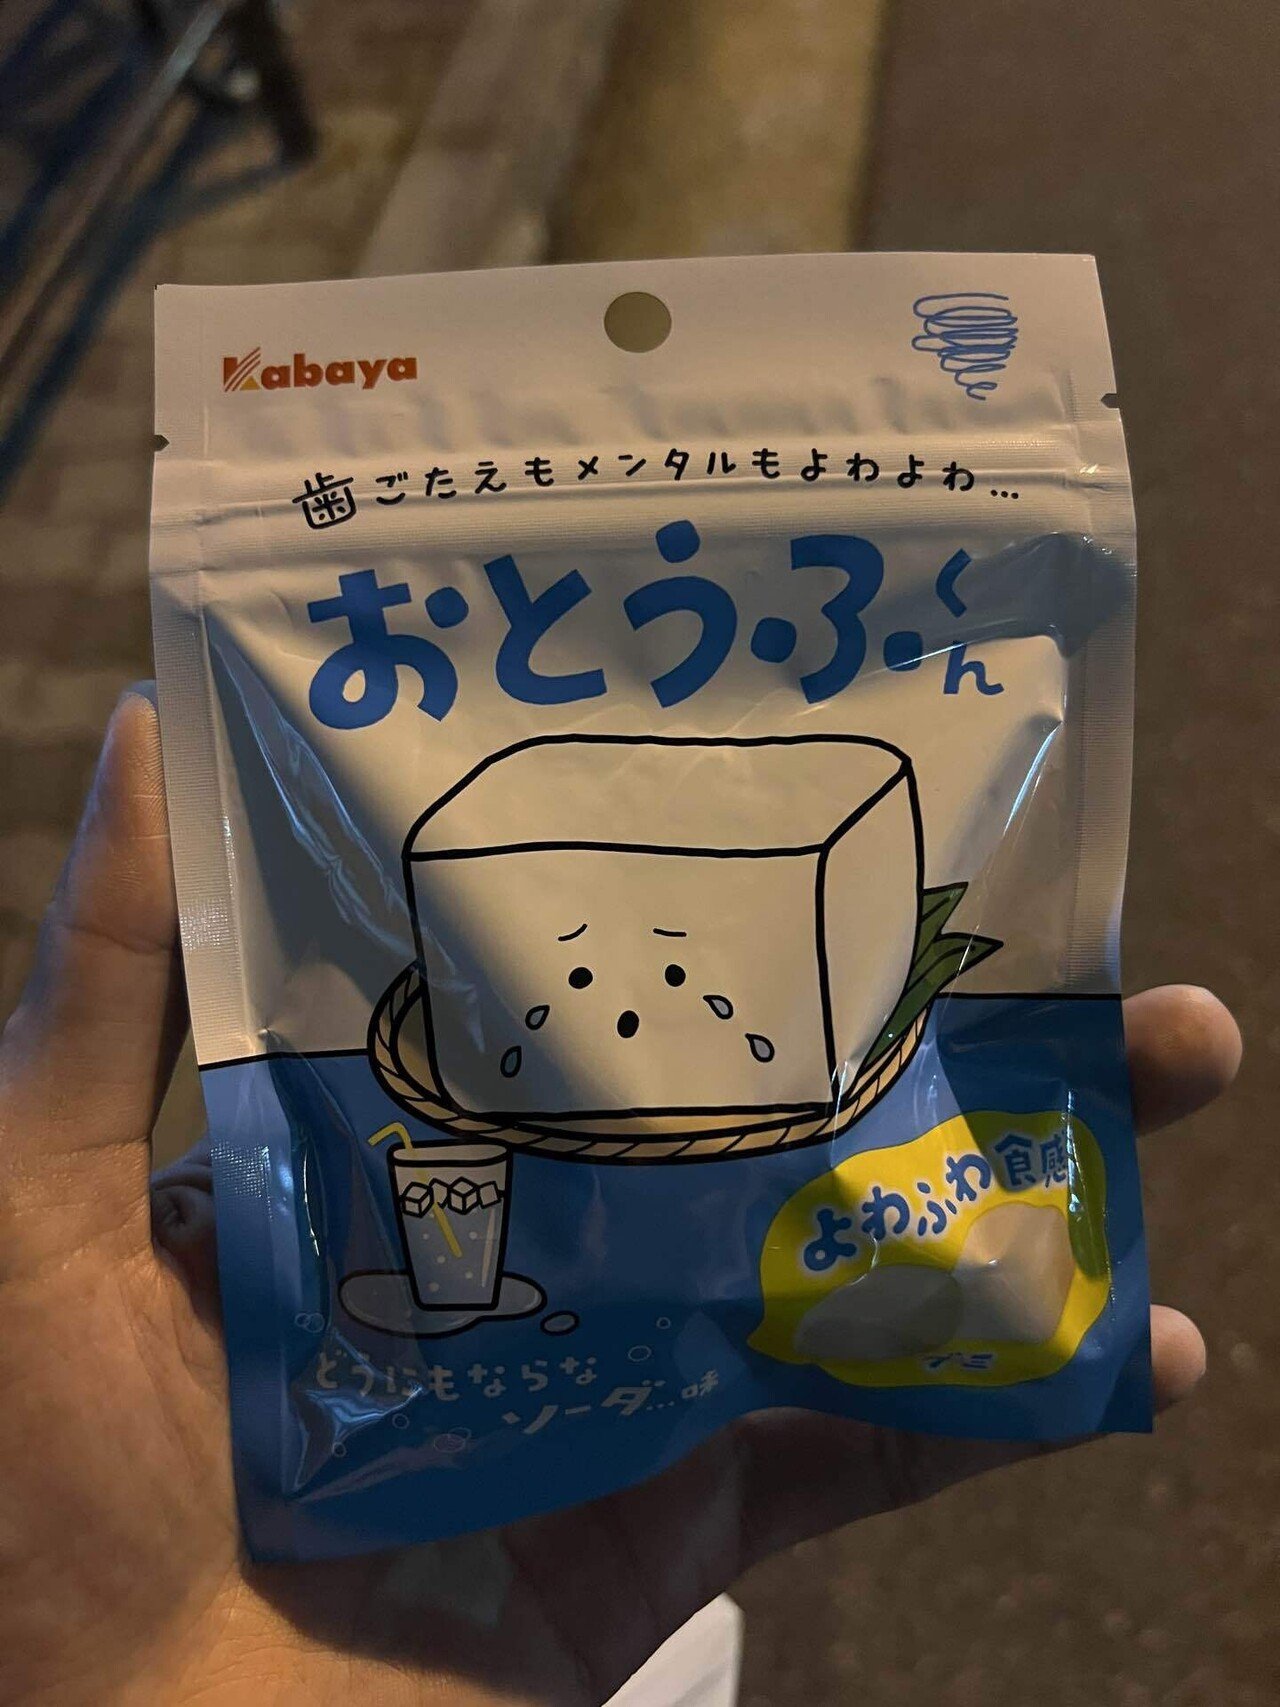 Kabaya
歯ごたえもメンタルもよわよわ…
おとうふくん
よわふわ食感
グミ
どうにもならな
ソーダ…味